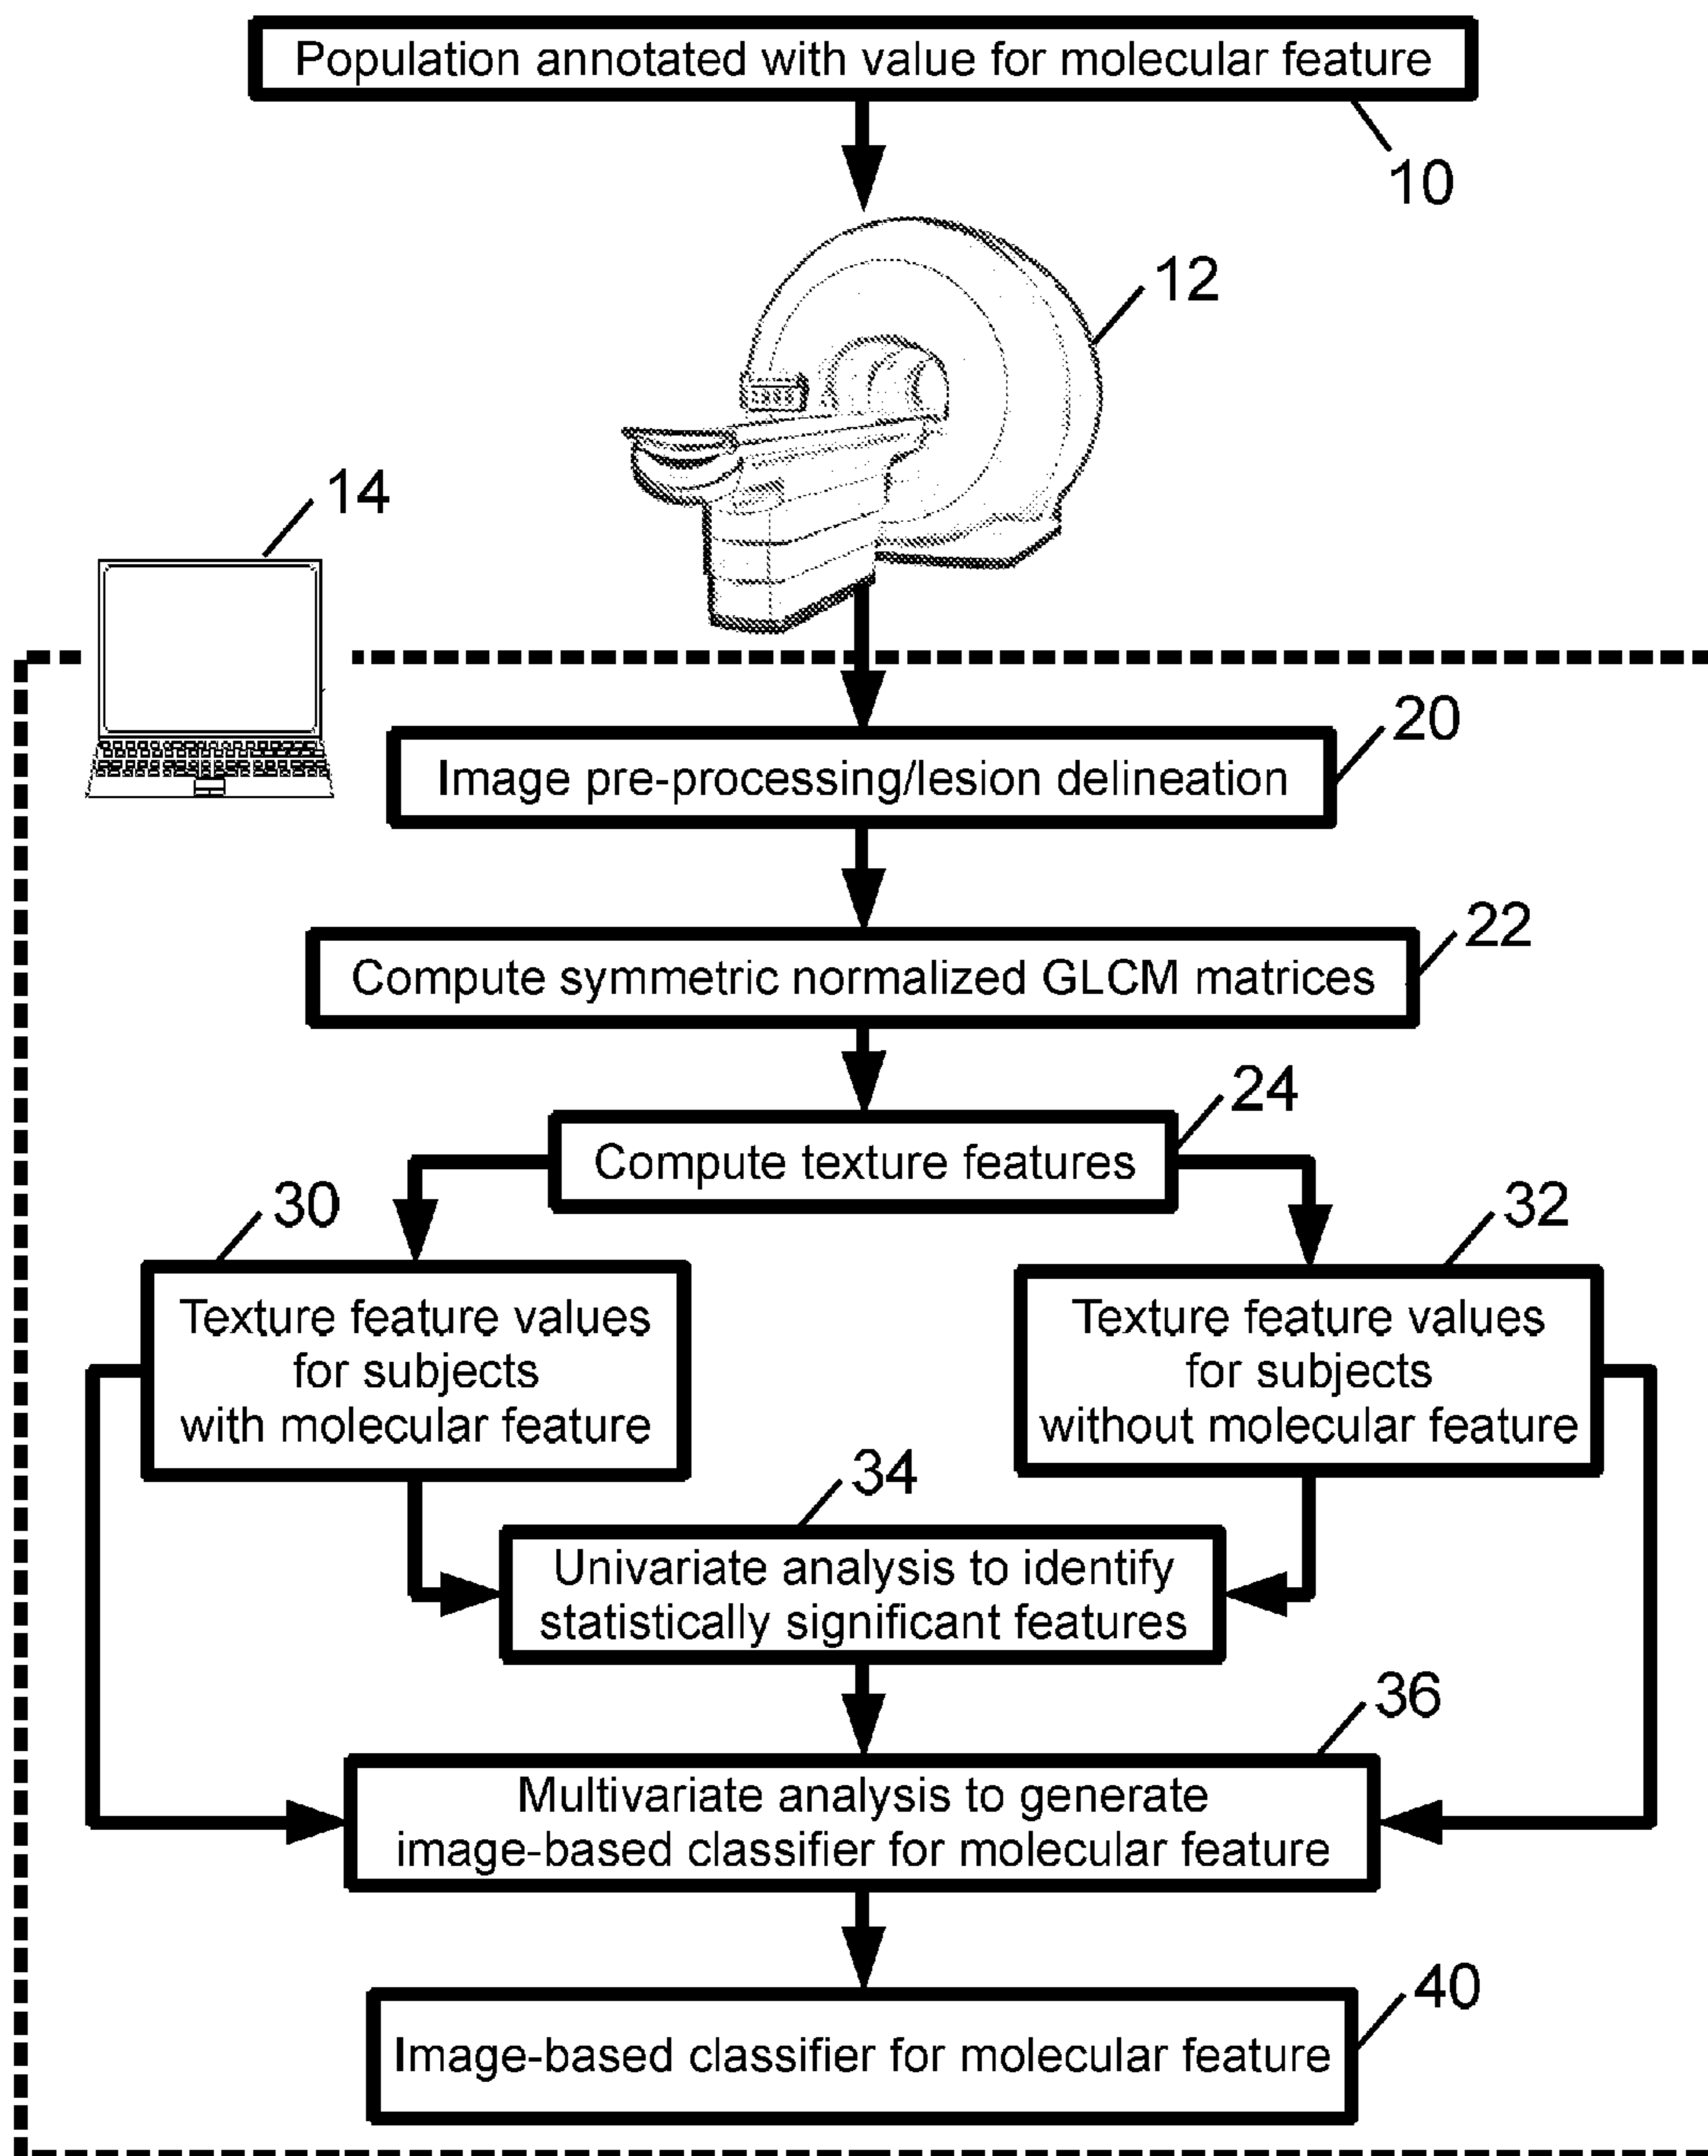 Population annotated with value for molecular feature
10
12
14
20
Image pre-processing/lesion delineation
22
Compute symmetric normalized GLCM matrices
24
Compute texture features
30
32
Texture feature values
for subjects
with molecular feature
Texture feature values
for subjects
without molecular feature
34
Univariate analysis to identify
statistically significant features
36
Multivariate analysis to generate
image-based classifier for molecular feature
40
Image-based classifier for molecular feature